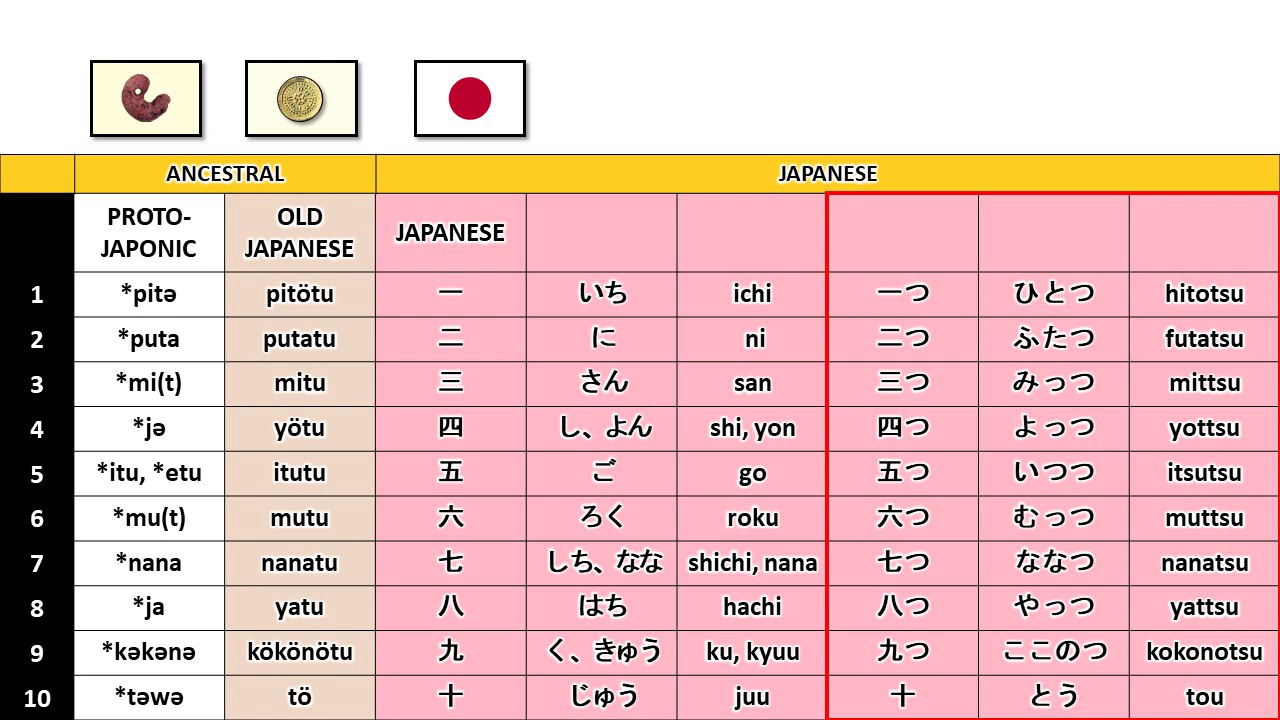 ANCESTRAL JAPANESE
PROTO-JAPONIC OLD JAPANESE JAPANESE
1 *pitə pitötu 一 いち ichi 一つ ひとつ hitotsu
2 *puta putatu 二 に ni 二つ ふたつ futatsu
3 *mi(t) mitu 三 さん san 三つ みっつ mittsu
4 *jə yötu 四 し、よん shi, yon 四つ よっつ yottsu
5 *itu, *etu itutu 五 ご go 五つ いつつ itsutsu
6 *mu(t) mutu 六 ろく roku 六つ むっつ muttsu
7 *nana nanatu 七 しち、なな shichi, nana 七つ ななつ nanatsu
8 *ja yatu 八 はち hachi 八つ やっつ yattsu
9 *kəkənə kökönötu 九 く、きゅう ku, kyuu 九つ ここのつ kokonotsu
10 *təwə tö 十 じゅう juu 十 とう tou